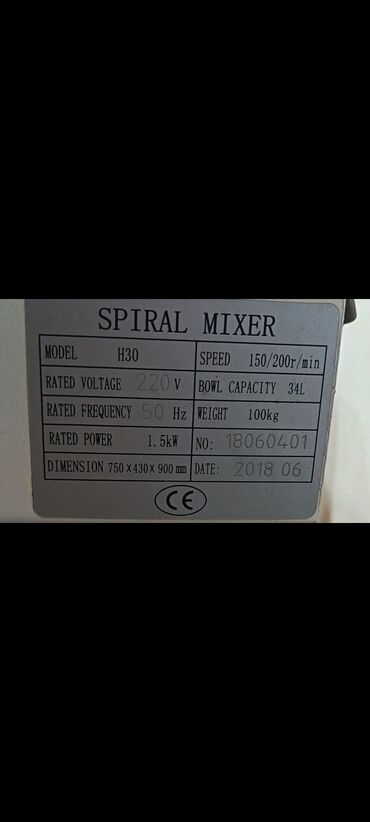 SPIRAL MIXER
MODEL H30 SPEED 150/200r/min
RATED VOLTAGE 220 V BOWL CAPACITY 34L
RATED FREQUENCY 50 Hz WEIGHT 100kg
RATED POWER 1.5kW NO: 18060401
DIMENSION 750×430×900 mm DATE: 2018 06
CE